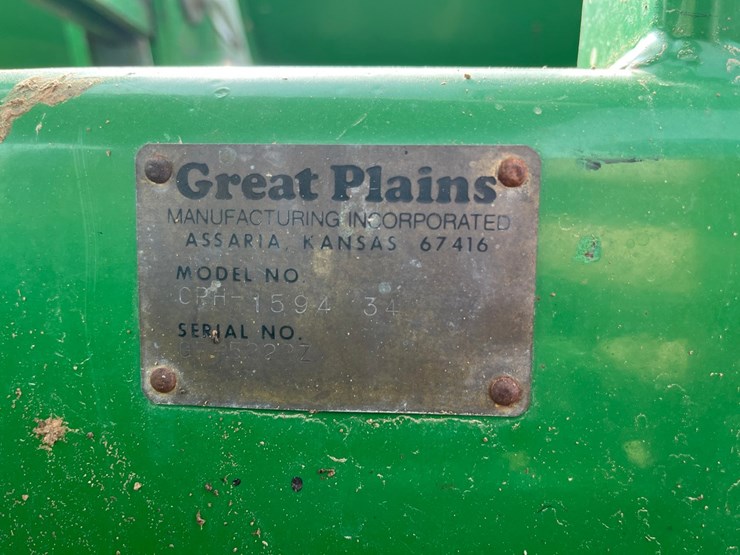 Great Plains
MANUFACTURING INCORPORATED
ASSARIA, KANSAS 67416
MODEL NO
CPH-1594 34
SERIAL NO.